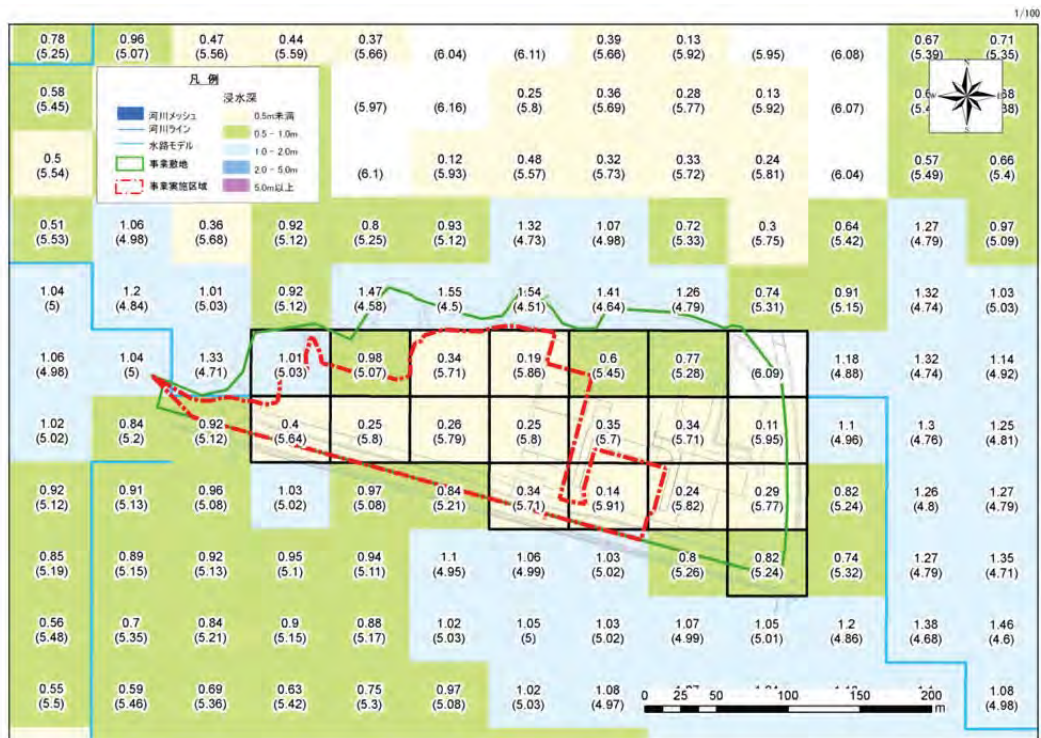 1/100
0.78 0.96 0.47 0.44 0.37 0.39 0.13 0.67 0.71
(5.25) (5.07) (5.56) (5.59) (5.66) (6.04) (6.11) (5.66) (5.92) (5.95) (6.08) (5.39) (5.35)
凡 例
浸水深
河川メッシュ 0.5m未満
河川ライン 0.5 - 1.0m
水路モデル 1.0 - 2.0m
事業敷地 2.0 - 5.0m
事業実施区域 5.0m以上
N
W E
S
0.58 0.25 0.36 0.28 0.13
(5.45) (5.97) (6.16) (5.8) (5.69) (5.77) (5.92) (6.07)
0.5 0.12 0.48 0.32 0.33 0.24 0.57 0.66
(5.54) (6.1) (5.93) (5.57) (5.73) (5.72) (5.81) (6.04) (5.49) (5.4)
0.51 1.06 0.36 0.92 0.8 0.93 1.32 1.07 0.72 0.3 0.64 1.27 0.97
(5.53) (4.98) (5.68) (5.12) (5.25) (5.12) (4.73) (4.98) (5.33) (5.75) (5.42) (4.79) (5.09)
1.04 1.2 1.01 0.92 1.47 1.55 1.54 1.41 1.26 0.74 0.91 1.32 1.03
(5) (4.84) (5.03) (5.12) (4.58) (4.5) (4.51) (4.64) (4.79) (5.31) (5.15) (4.74) (5.03)
1.06 1.04 1.33 1.01 0.98 0.34 0.19 0.6 0.77 1.18 1.32 1.14
(4.98) (5) (4.71) (5.03) (5.07) (5.71) (5.86) (5.45) (5.28) (6.09) (4.88) (4.74) (4.92)
1.02 0.84 0.92 0.4 0.25 0.26 0.25 0.35 0.34 0.11 1.1 1.3 1.25
(5.02) (5.2) (5.12) (5.64) (5.8) (5.79) (5.8) (5.7) (5.71) (5.95) (4.96) (4.76) (4.81)
0.92 0.91 0.96 1.03 0.97 0.84 0.34 0.14 0.24 0.29 0.82 1.26 1.27
(5.12) (5.13) (5.08) (5.02) (5.08) (5.21) (5.71) (5.91) (5.82) (5.77) (5.24) (4.8) (4.79)
0.85 0.89 0.92 0.95 0.94 1.1 1.06 1.03 0.8 0.82 0.74 1.27 1.35
(5.19) (5.15) (5.13) (5.1) (5.11) (4.95) (4.99) (5.02) (5.26) (5.24) (5.32) (4.79) (4.71)
0.56 0.7 0.84 0.9 0.88 1.02 1.05 1.03 1.07 1.05 1.2 1.38 1.46
(5.48) (5.35) (5.21) (5.15) (5.17) (5.03) (5) (5.02) (4.99) (5.01) (4.86) (4.68) (4.6)
0.55 0.59 0.69 0.63 0.75 0.97 1.02 1.08 1.08
(5.5) (5.46) (5.36) (5.42) (5.3) (5.08) (5.03) (4.97) (4.98)
0 25 50 100 150 200
m